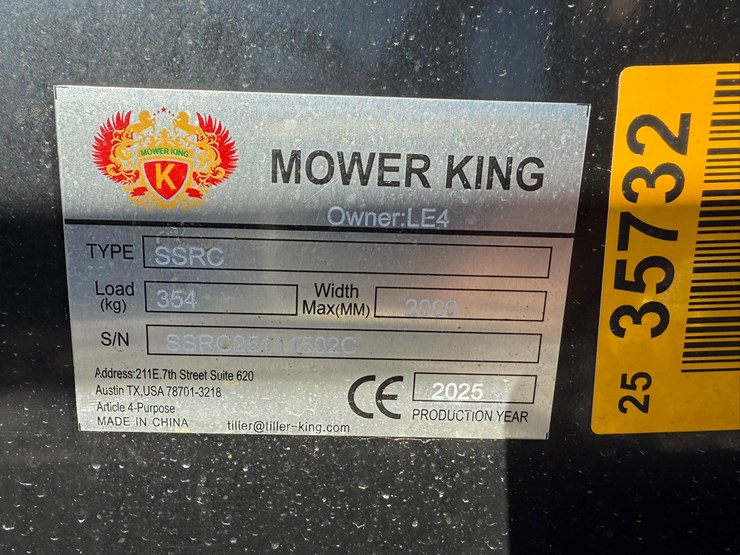 MOWER KING
K
MOWER KING
Owner:LE4
TYPE SSRC
Load (kg) 354
Width Max(MM)
S/N
Address:211E.7th Street Suite 620
Austin TX,USA 78701-3218
Article 4-Purpose
MADE IN CHINA
tiller@tiller-king.com
CE
2025
PRODUCTION YEAR
25 35732